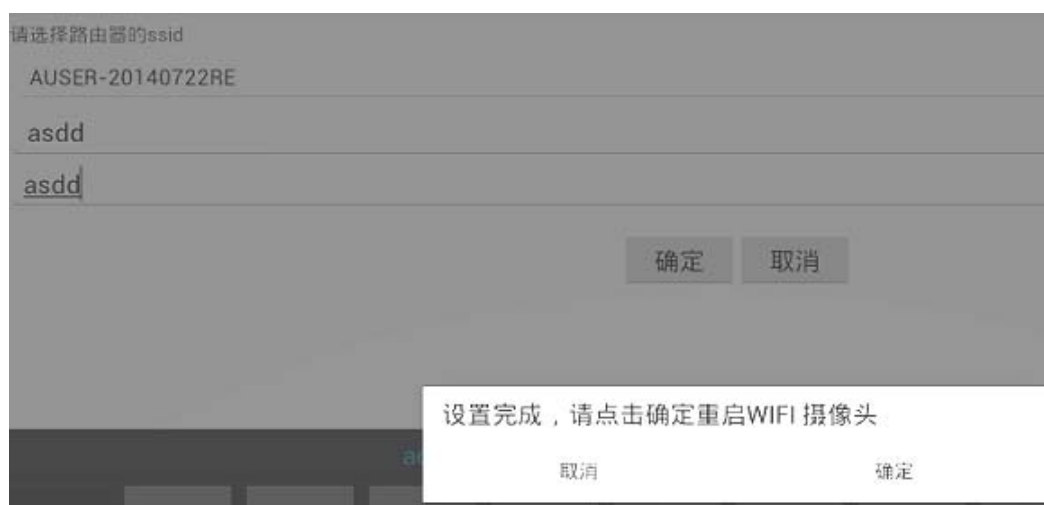 请选择路由器的ssid
AUSER-20140722RE
asdd
asdd
确定 取消
设置完成，请点击确定重启WIFI 摄像头
取消 确定